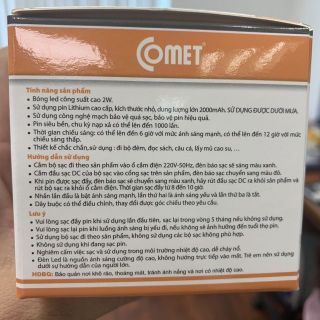 COMET
Tính năng sản phẩm
• Bóng led công suất cao 2W.
• Sử dụng pin Lithium cao cấp, kích thước nhỏ, dung lượng lớn 2000mAh. SỬ DỤNG ĐƯỢC DƯỚI MƯA.
• Sử dụng công nghệ mạch bảo vệ quá sạc, bảo vệ pin hiệu quả.
• Pin siêu bền, chu kỳ nạp xả có thể lên đến 1000 lần.
• Thời gian chiếu sáng: có thể lên đến 6 giờ với mức ánh sáng mạnh, có thể lên đến 12 giờ với mức ánh sáng thấp.
• Thiết kế chắc chắn, sử dụng : đi bộ đêm, đọc sách, câu cá, lấy mủ cao su ...
Hướng dẫn sử dụng
• Cắm bộ sạc đi theo sản phẩm vào ổ cắm điện 220V-50Hz, đèn báo sạc sẽ sáng màu xanh.
• Cắm đầu sạc DC của bộ sạc vào cổng sạc trên sản phẩm, đèn báo sạc chuyển sang màu đỏ.
• Khi pin được sạc đầy, đèn báo sạc sẽ chuyển sang màu xanh, hãy rút đầu sạc DC ra khỏi sản phẩm và rút bộ sạc ra khỏi ổ cắm điện. Thời gian sạc đầy từ 8 đến 10 giờ.
• Nhấn lần đầu là bật ánh sáng mạnh, lần thứ hai là ánh sáng yếu và lần thứ ba là tắt.
• Dây buộc có thể điều chỉnh, thay đổi được góc chiếu theo yêu cầu.
Lưu ý
• Vui lòng sạc đầy pin khi sử dụng lần đầu tiên, sạc lại trong vòng 5 tháng nếu không sử dụng.
• Vui lòng sạc lại pin khi luồng ánh sáng bị yếu đi, nếu không sẽ ảnh hưởng đến tuổi thọ pin.
• Sử dụng bộ sạc đi theo sản phẩm, không sử dụng các bộ sạc không phù hợp.
• Không sử dụng khi đang sạc pin.
• Nghiêm cấm việc sạc và sử dụng trong môi trường nhiệt độ cao, dễ cháy nổ.
• Đèn Led là nguồn ánh sáng cường độ cao, không hướng trực tiếp vào mắt. Trẻ em nên sử dụng dưới sự hướng dẫn của người lớn.
HDBQ: Bảo quản nơi khô ráo, thoáng mát, tránh ánh nắng và nơi có nhiệt độ cao.